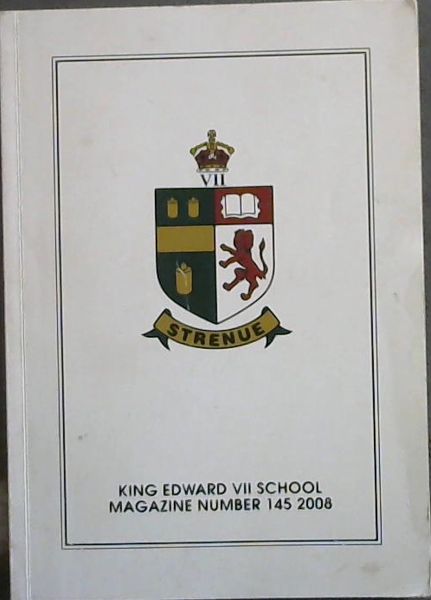 VII
STRENUE
KING EDWARD VII SCHOOL
MAGAZINE NUMBER 145 2008